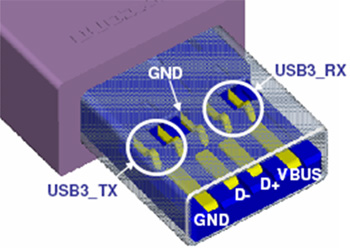 GND
USB3_RX
USB3_TX
GND
D-
D+
VBUS